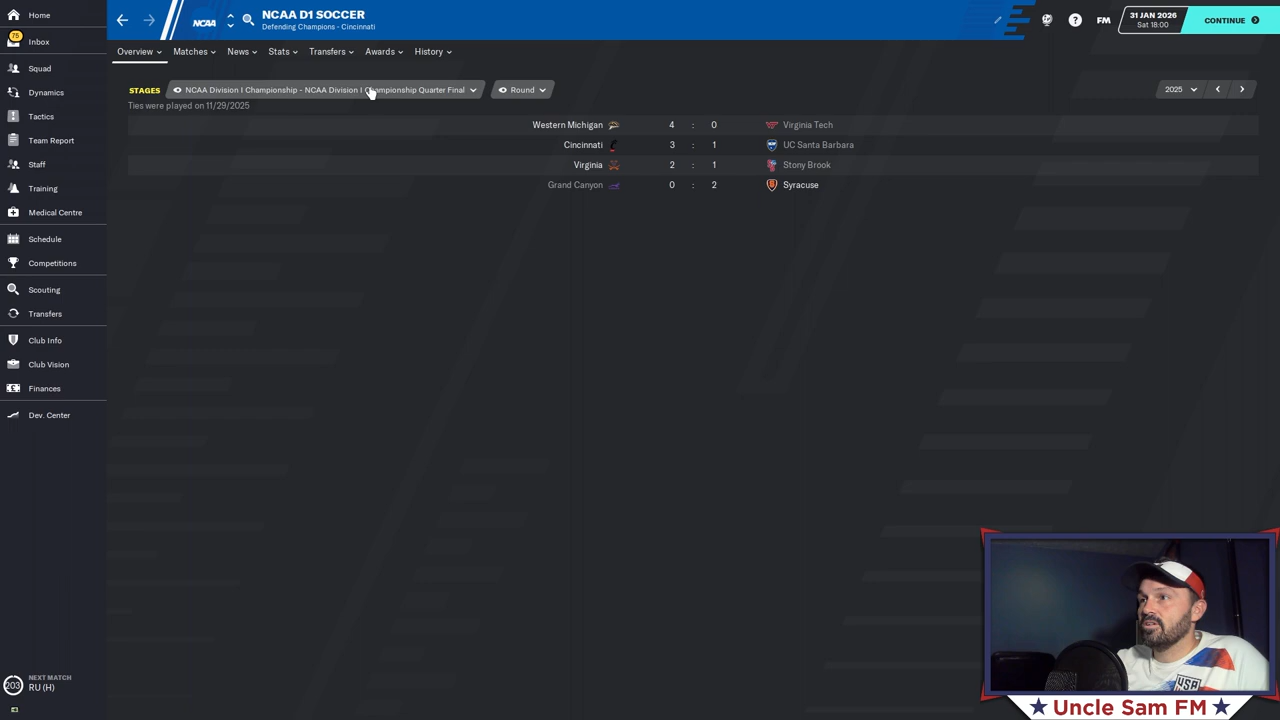 Home
75
Inbox
Squad
Dynamics
Tactics
Team Report
Staff
Training
Medical Centre
Schedule
Competitions
Scouting
Transfers
Club Info
Club Vision
Finances
Dev. Center
203
NEXT MATCH
RU (H)
NCAA
NCAA D1 SOCCER
Defending Champions - Cincinnati
FM
31 JAN 2026
Sat 18:00
CONTINUE
Overview
Matches
News
Stats
Transfers
Awards
History
STAGES
NCAA Division I Championship - NCAA Division I Championship Quarter Final
Round
2025
Ties were played on 11/29/2025
Western Michigan 4 : 0 Virginia Tech
Cincinnati 3 : 1 UC Santa Barbara
Virginia 2 : 1 Stony Brook
Grand Canyon 0 : 2 Syracuse
USA
Uncle Sam FM